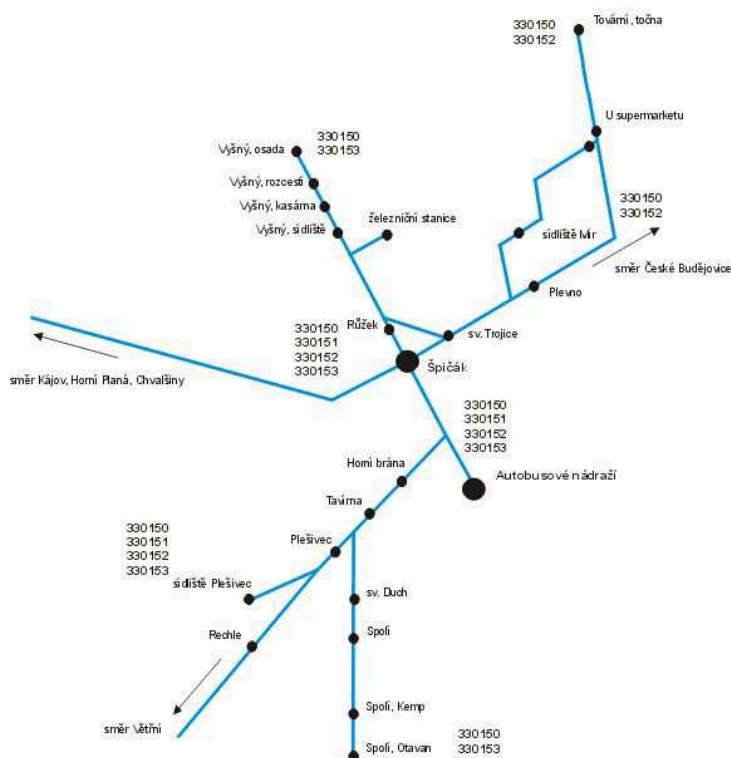 330150
330152
Tovární, točna
U supermarketu
330150
330153
Vyšný, osada
Vyšný, rozcestí
Vyšný, kasárna
Vyšný, sídliště
železniční stanice
330150
330152
sídliště Mír
směr České Budějovice
Plevno
330150
330151
330152
330153
Růžek
sv. Trojice
Špičák
směr Kájov, Horní Planá, Chvalšiny
330150
330151
330152
330153
Horní brána
Autobusové nádraží
Tavírna
330150
330151
330152
330153
Plešivec
sídliště Plešivec
sv. Duch
Rechle
Spolí
směr Větřní
Spolí, Kemp
Spolí, Otavan
330150
330153